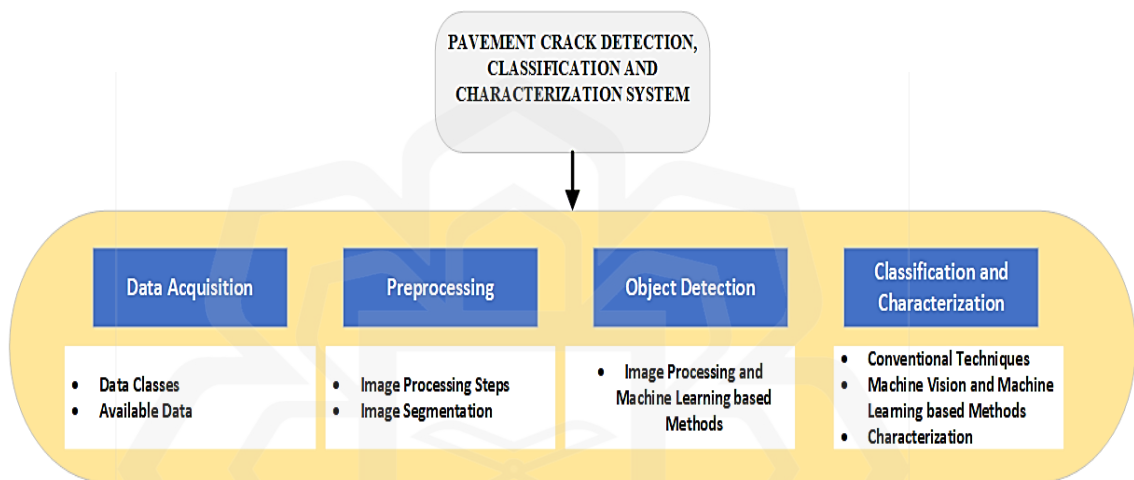 PAVEMENT CRACK DETECTION,
CLASSIFICATION AND
CHARACTERIZATION SYSTEM
Data Acquisition
• Data Classes
• Available Data
Preprocessing
• Image Processing Steps
• Image Segmentation
Object Detection
• Image Processing and
Machine Learning based
Methods
Classification and
Characterization
• Conventional Techniques
• Machine Vision and Machine
Learning based Methods
• Characterization